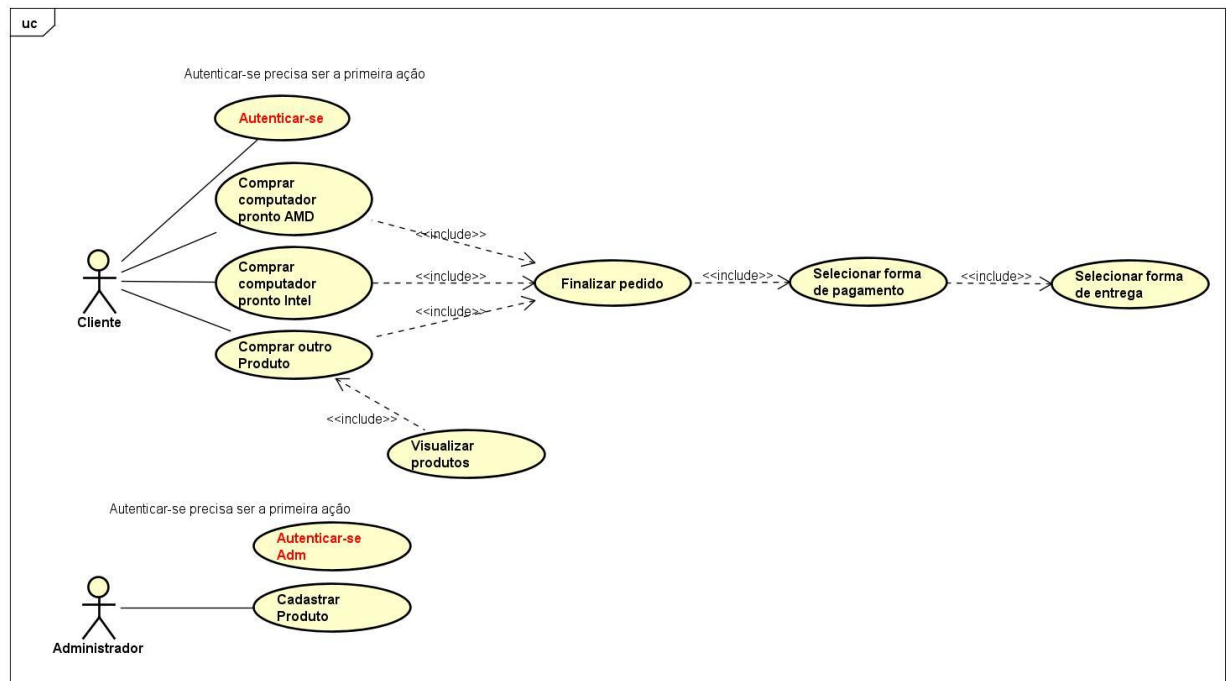 uc
Autenticar-se precisa ser a primeira ação
Autenticar-se
Comprar
computador
pronto AMD
<<include>>
Comprar
computador
pronto Intel
<<include>>
Finalizar pedido
<<include>>
Selecionar forma
de pagamento
<<include>>
Selecionar forma
de entrega
Cliente
<<include>>
Comprar outro
Produto
<<include>>
Visualizar
produtos
Autenticar-se precisa ser a primeira ação
Autenticar-se
Adm
Cadastrar
Produto
Administrador